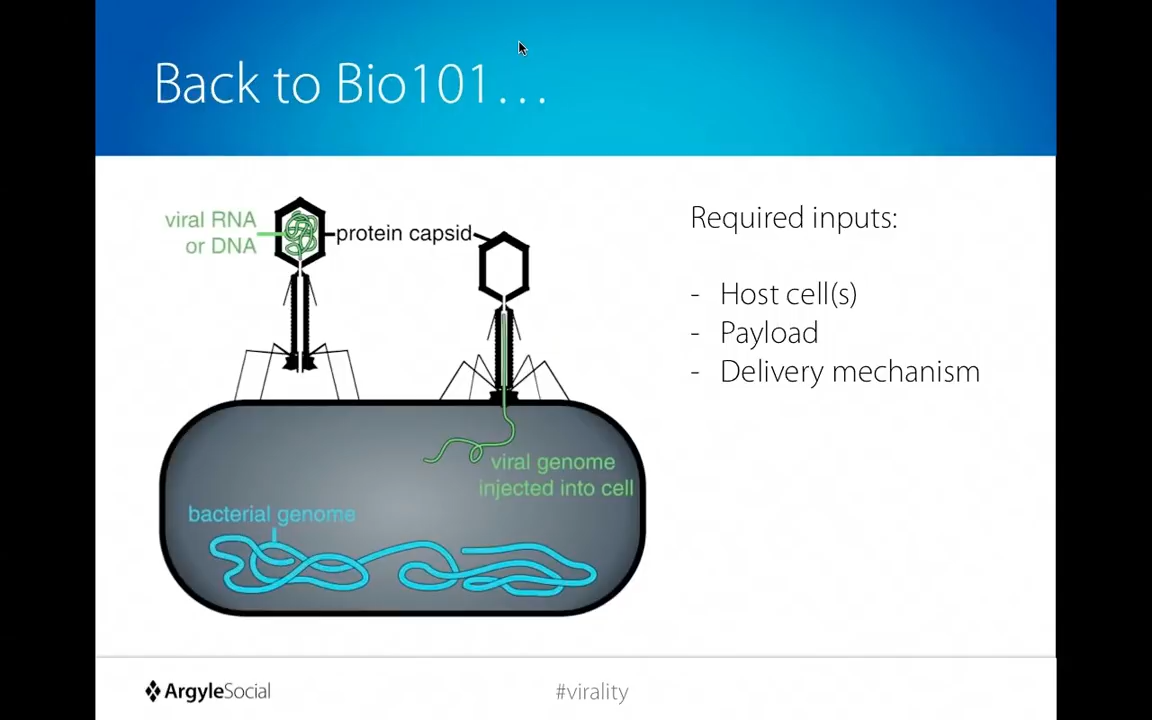 Back to Bio101…
viral RNA
or DNA
protein capsid
viral genome
injected into cell
bacterial genome
Required inputs:
- Host cell(s)
- Payload
- Delivery mechanism
ArgyleSocial
#virality